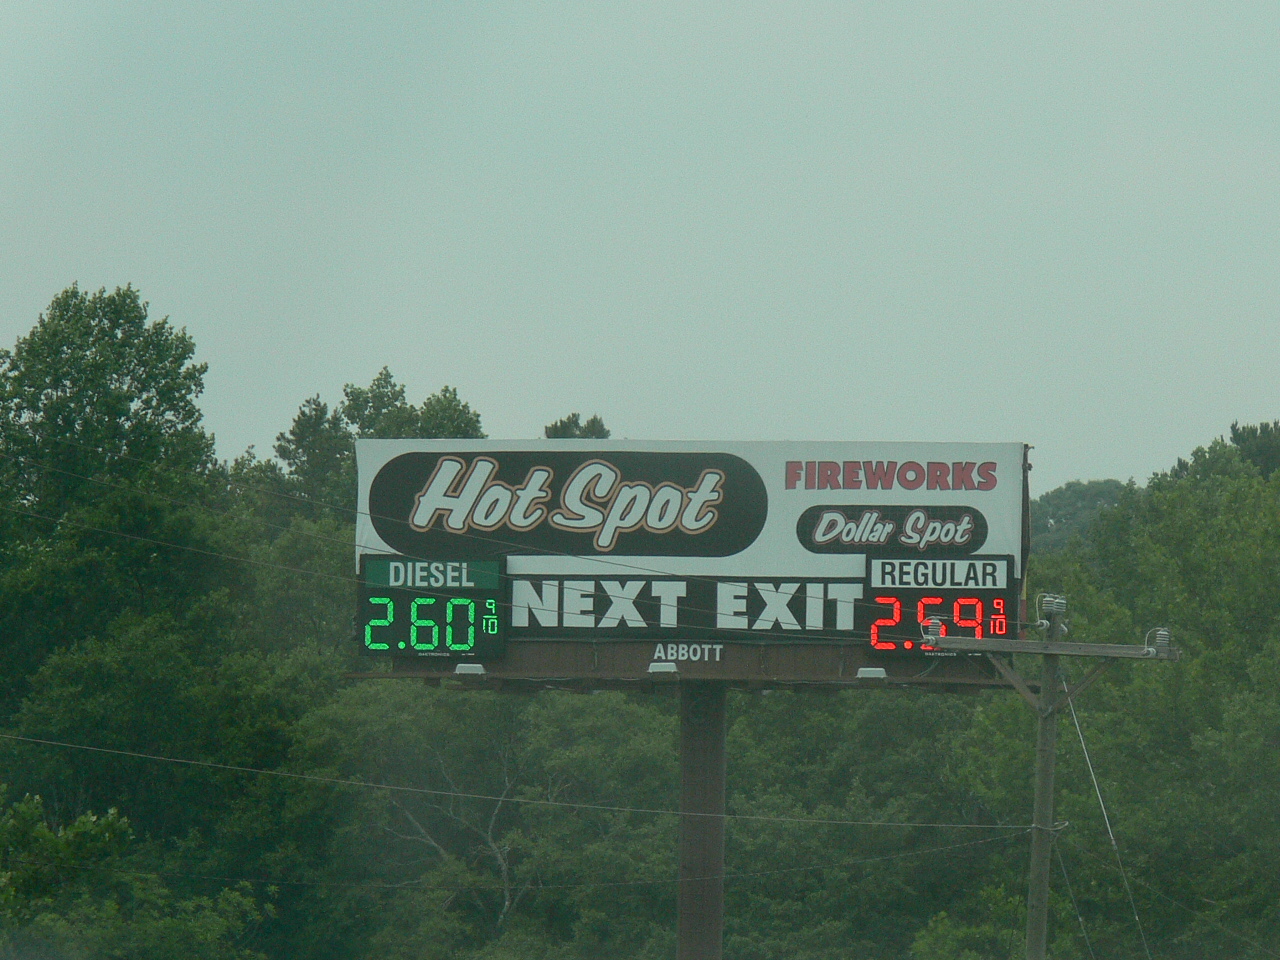 Hot Spot
FIREWORKS
Dollar Spot
DIESEL
2.60 9/10
NEXT EXIT
REGULAR
2.59 9/10
ABBOTT